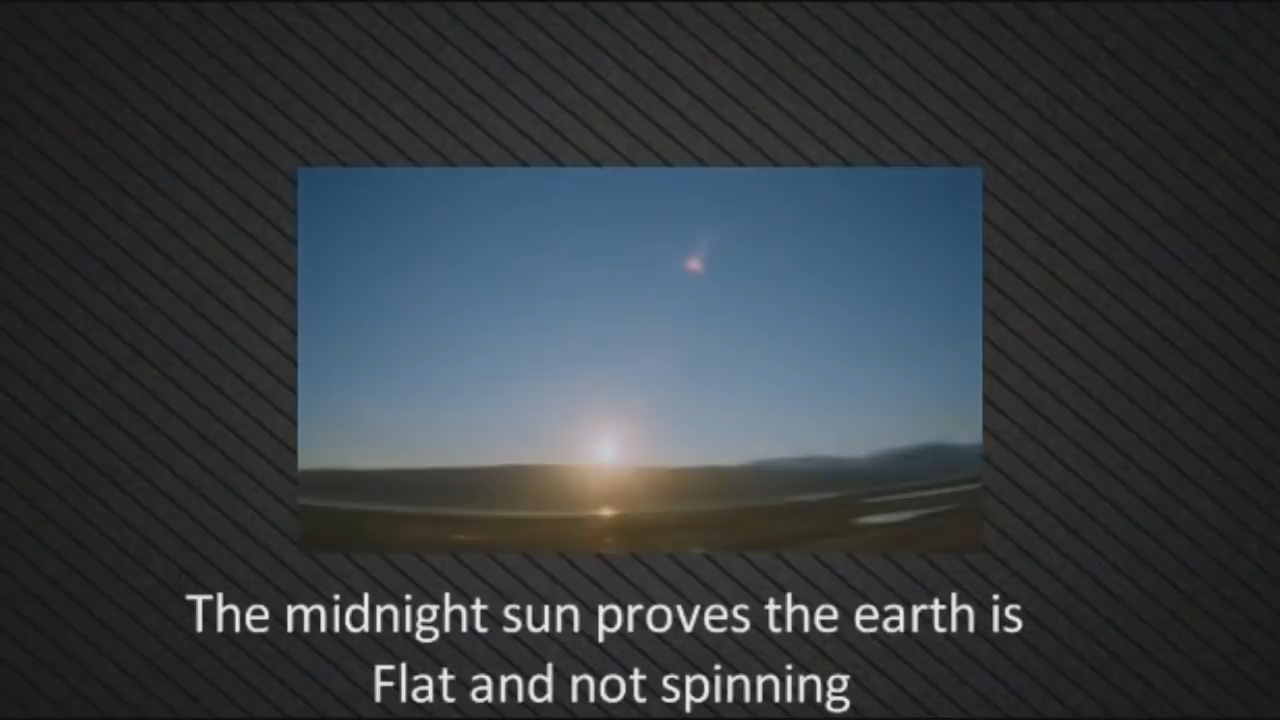 The midnight sun proves the earth is
Flat and not spinning